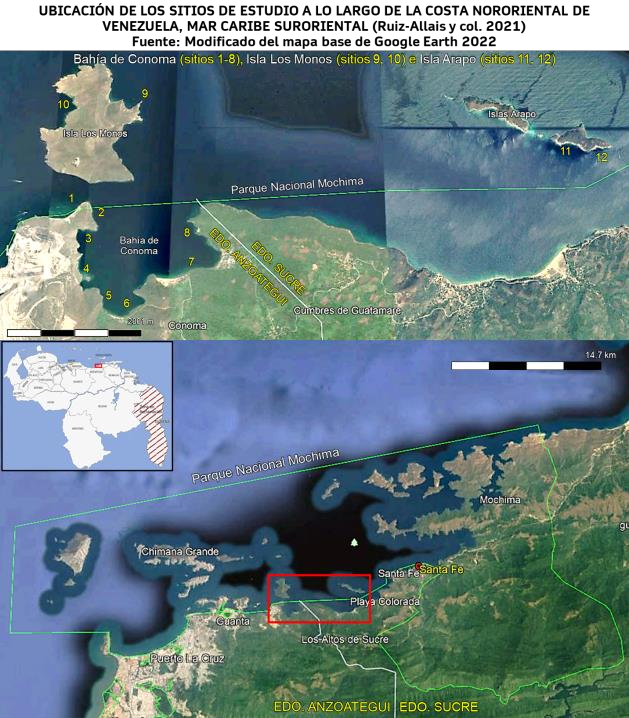 UBICACIÓN DE LOS SITIOS DE ESTUDIO A LO LARGO DE LA COSTA NORORIENTAL DE
VENEZUELA, MAR CARIBE SURORIENTAL (Ruiz-Allais y col. 2021)
Fuente: Modificado del mapa base de Google Earth 2022
Bahía de Conoma (sitios 1-8), Isla Los Monos (sitios 9, 10) e Isla Arapo (sitios 11, 12)
9
10
Islas Arapo
Isla Los Monos
11
12
Parque Nacional Mochima
1
2
8
3
Bahía de
Conoma
EDO. SUCRE
EDO. ANZOATEGUI
4
7
5
6
Cumbres de Guatamare
Conoma
14.7 km
Parque Nacional Mochima
Mochima
Chimana Grande
Santa Fe
Santa Fe
Playa Colorada
Guanta
Los Altos de Sucre
Puerto La Cruz
EDO. ANZOATEGUI
EDO. SUCRE